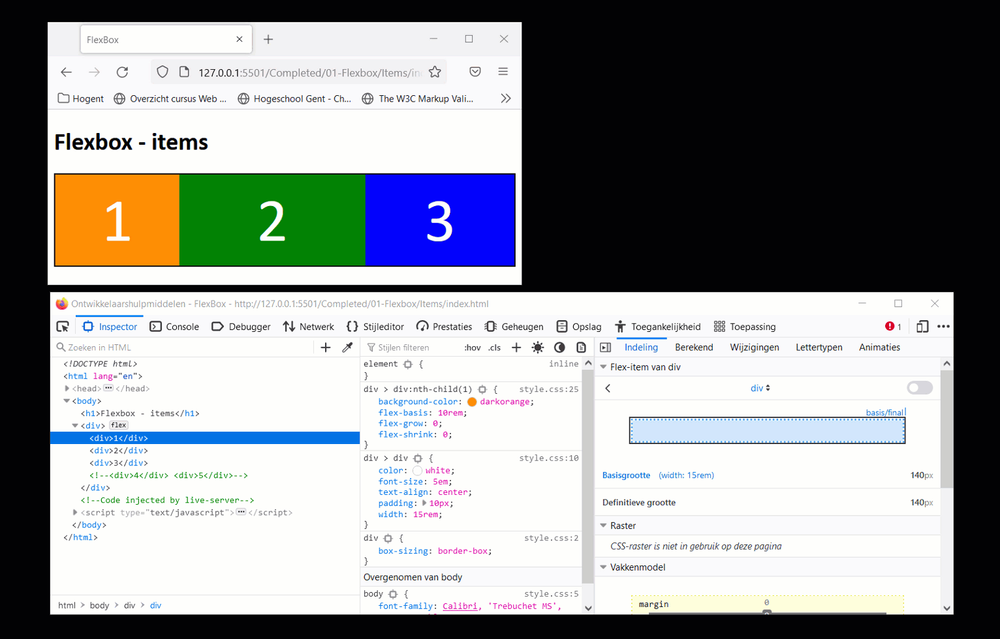 FlexBox
127.0.0.1:5501/Completed/01-Flexbox/Items/in
Hogent Overzicht cursus Web ... Hogeschool Gent - Ch... The W3C Markup Vali...
Flexbox - items
1 2 3
Ontwikkelaarshulpmiddelen - FlexBox - http://127.0.0.1:5501/Completed/01-Flexbox/Items/index.html
Inspector Console Debugger Netwerk Stijleditor Prestaties Geheugen Opslag Toegankelijkheid Toepassing 1
Zoeken in HTML
<!DOCTYPE html>
<html lang="en">
<head> ... </head>
<body>
<h1>Flexbox - items</h1>
<div> flex
<div>1</div>
<div>2</div>
<div>3</div>
<!--<div>4</div> <div>5</div>-->
</div>
<!--Code injected by live-server-->
<script type="text/javascript"> ... </script>
</body>
</html>
html > body > div > div
Stijlen filteren :hov .cls
element { inline
}
div > div:nth-child(1) { style.css:25
background-color: darkorange;
flex-basis: 10rem;
flex-grow: 0;
flex-shrink: 0;
}
div > div { style.css:10
color: white;
font-size: 5em;
text-align: center;
padding: 10px;
width: 15rem;
}
div { style.css:2
box-sizing: border-box;
}
Overgenomen van body
body { style.css:5
font-family: Calibri, 'Trebuchet MS',
Indeling Berekend Wijzigingen Lettertypen Animaties
Flex-item van div
div
basis/final
Basisgrootte (width: 15rem) 140px
Definitieve grootte 140px
Raster
CSS-raster is niet in gebruik op deze pagina
Vakkenmodel
margin 0